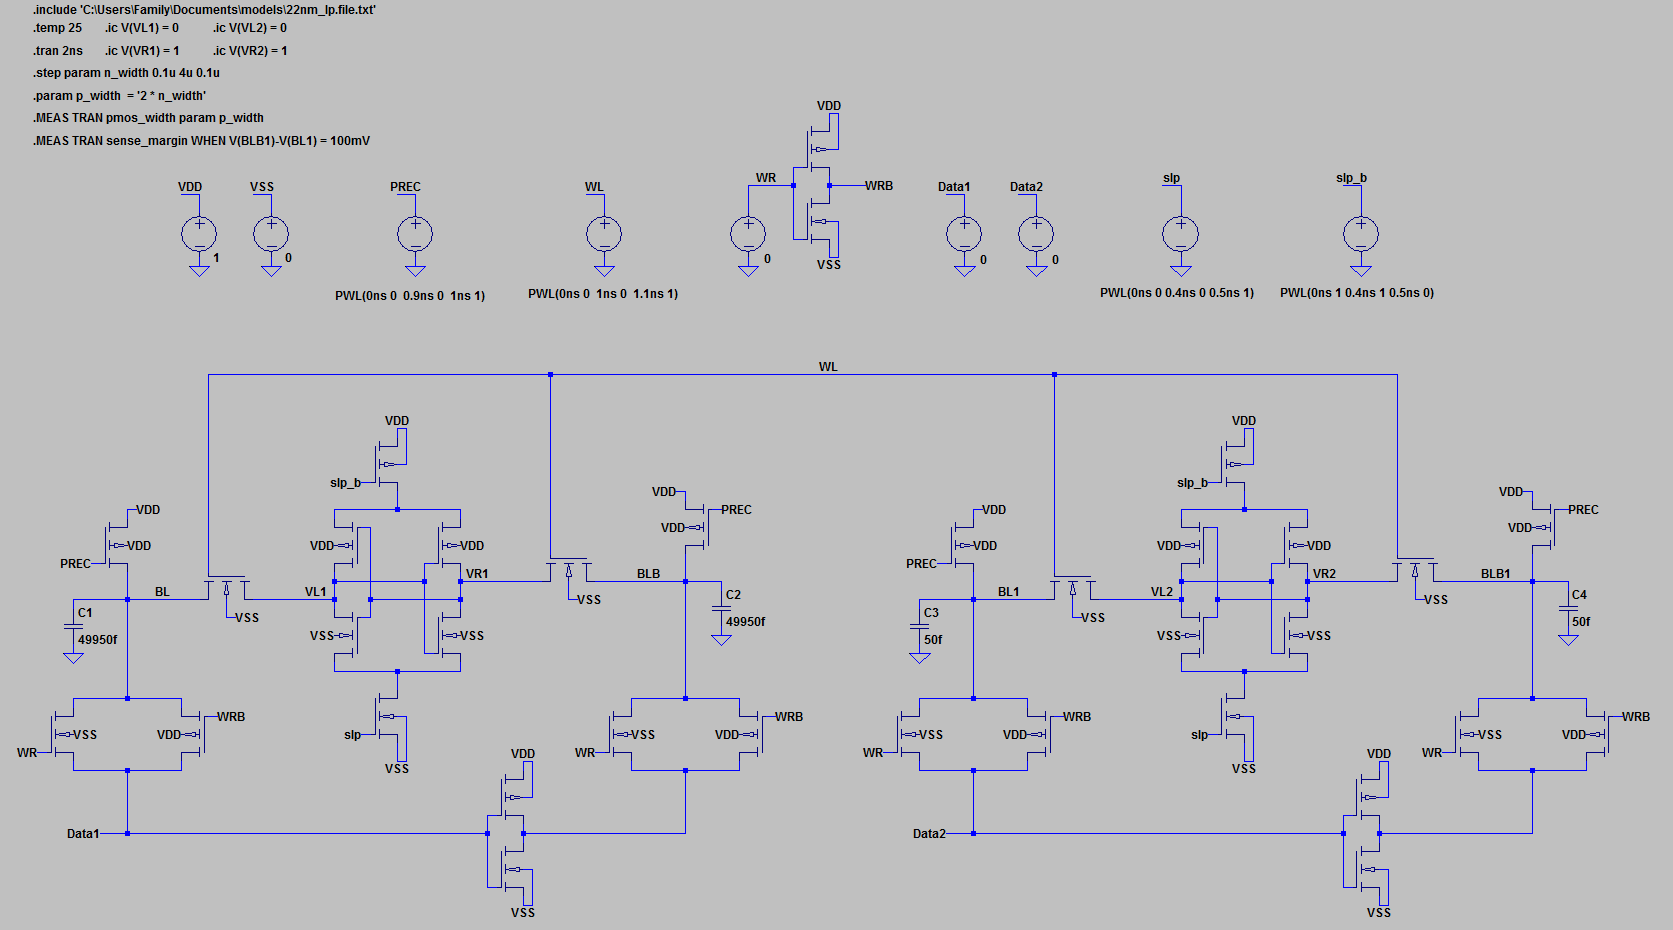 .include 'C:\Users\Family\Documents\models\22nm_lp.file.txt'
.temp 25 .ic V(VL1) = 0 .ic V(VL2) = 0
.tran 2ns .ic V(VR1) = 1 .ic V(VR2) = 1
.step param n_width 0.1u 4u 0.1u
.param p_width = '2 * n_width'
.MEAS TRAN pmos_width param p_width
.MEAS TRAN sense_margin WHEN V(BLB1)-V(BL1) = 100mV
VDD
WR
WRB
VSS
VDD VSS PREC WL Data1 Data2 slp slp_b
1 0 0 0 0
PWL(0ns 0 0.9ns 0 1ns 1) PWL(0ns 0 1ns 0 1.1ns 1) PWL(0ns 0 0.4ns 0 0.5ns 1) PWL(0ns 1 0.4ns 1 0.5ns 0)
WL
VDD VDD
slp_b slp_b
VDD VDD
VDD PREC VDD PREC
VDD VDD
VDD VDD VDD VDD VDD VDD VDD VDD
PREC PREC
VR1 BLB VR2 BLB1
BL VL1 BL1 VL2
VSS VSS
C1 C2 C3 C4
49950f 49950f 50f 50f
VSS VSS
VSS VSS VSS VSS
WRB WRB WRB WRB
VSS VDD VSS VDD VSS VDD VSS VDD
slp slp
WR WR WR WR
VSS VSS
VDD VDD
Data1 Data2
VSS VSS